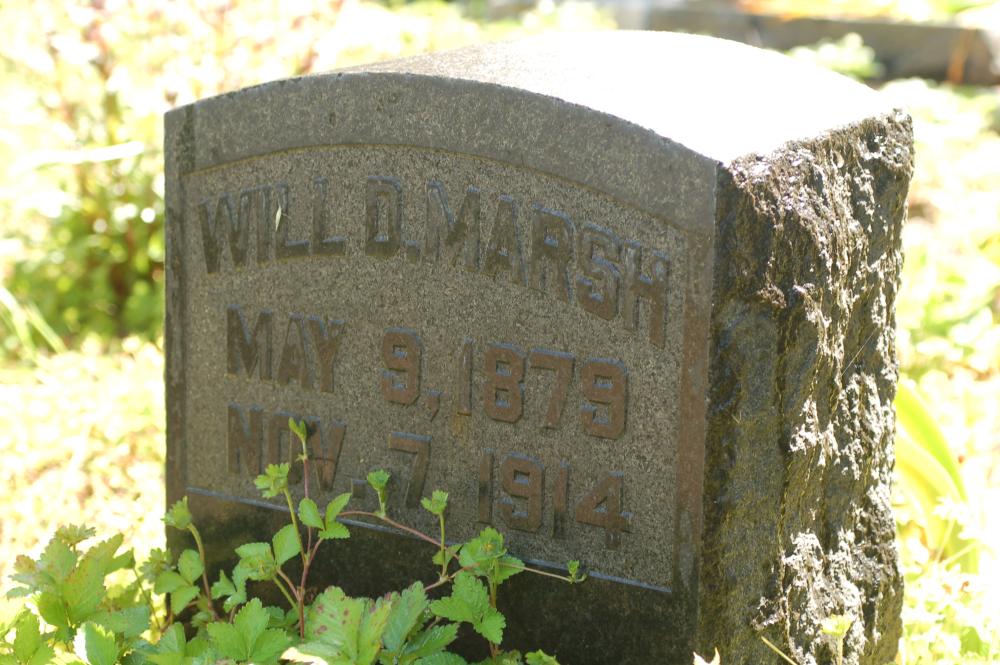 WILL D. MARSH
MAY 9, 1879
NOV. 7, 1914